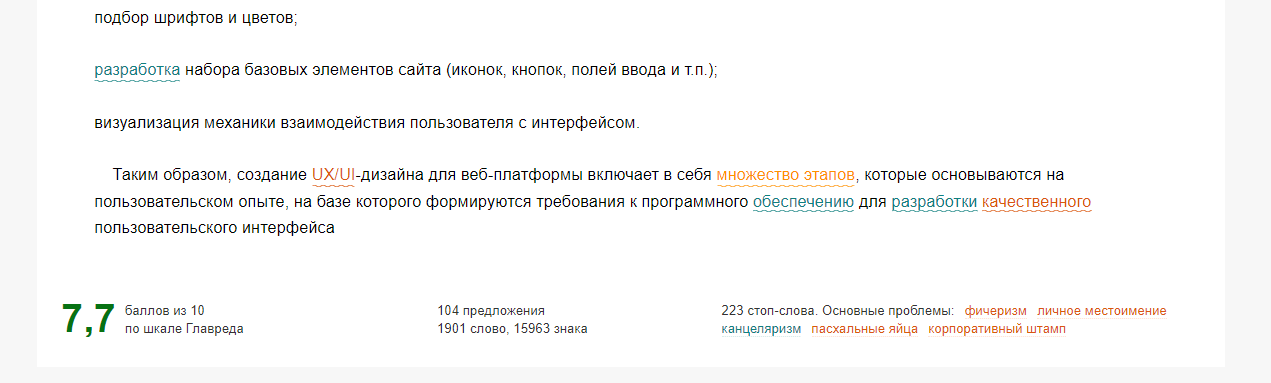 подбор шрифтов и цветов;
разработка набора базовых элементов сайта (иконок, кнопок, полей ввода и т.п.);
визуализация механики взаимодействия пользователя с интерфейсом.
Таким образом, создание UX/UI-дизайна для веб-платформы включает в себя множество этапов, которые основываются на
пользовательском опыте, на базе которого формируются требования к программного обеспечению для разработки качественного
пользовательского интерфейса
7,7 баллов из 10
по шкале Главреда
104 предложения
1901 слово, 15963 знака
223 стоп-слова. Основные проблемы: фичеризм личное местоимение
канцеляризм пасхальные яйца корпоративный штамп